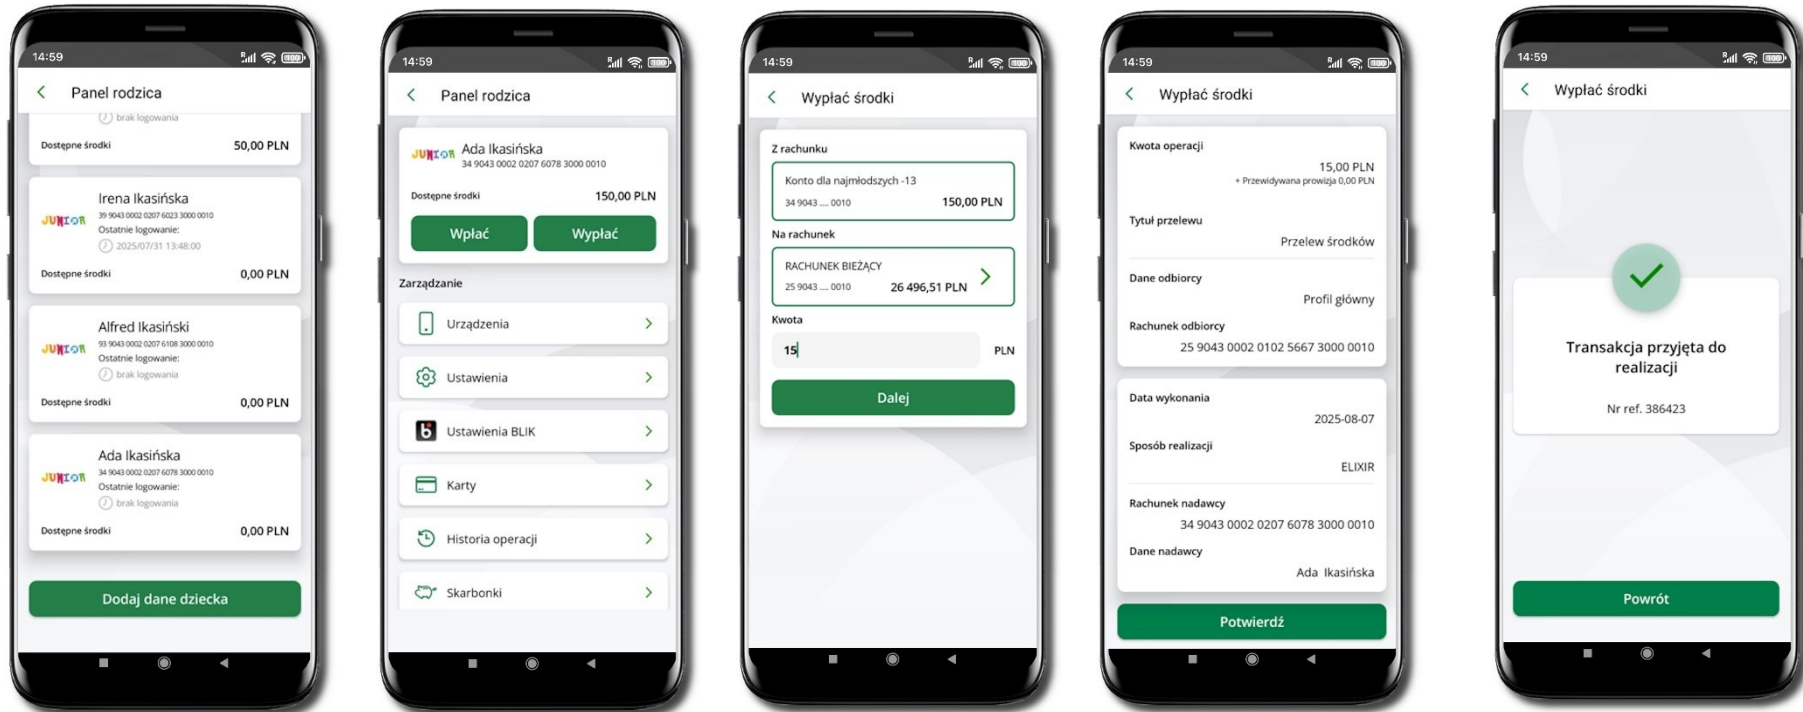 14:59
Panel rodzica
brak logowania
Dostępne środki 50,00 PLN
JUNIOR
Irena Ikasińska
39 9043 0002 0207 6023 3000 0010
Ostatnie logowanie:
2025/07/31 13:48:00
Dostępne środki 0,00 PLN
JUNIOR
Alfred Ikasiński
93 9043 0002 0207 6108 3000 0010
Ostatnie logowanie:
brak logowania
Dostępne środki 0,00 PLN
JUNIOR
Ada Ikasińska
34 9043 0002 0207 6078 3000 0010
Ostatnie logowanie:
brak logowania
Dostępne środki 0,00 PLN
Dodaj dane dziecka
14:59
Panel rodzica
JUNIOR
Ada Ikasińska
34 9043 0002 0207 6078 3000 0010
Dostępne środki 150,00 PLN
Wpłać Wypłać
Zarządzanie
Urządzenia
Ustawienia
Ustawienia BLIK
Karty
Historia operacji
Skarbonki
14:59
Wypłać środki
Z rachunku
Konto dla najmłodszych -13
34 9043 .... 0010 150,00 PLN
Na rachunek
RACHUNEK BIEŻĄCY
25 9043 .... 0010 26 496,51 PLN
Kwota
15 PLN
Dalej
14:59
Wypłać środki
Kwota operacji
15,00 PLN
+ Przewidywana prowizja 0,00 PLN
Tytuł przelewu
Przelew środków
Dane odbiorcy
Profil główny
Rachunek odbiorcy
25 9043 0002 0102 5667 3000 0010
Data wykonania
2025-08-07
Sposób realizacji
ELIXIR
Rachunek nadawcy
34 9043 0002 0207 6078 3000 0010
Dane nadawcy
Ada Ikasińska
Potwierdź
14:59
Wypłać środki
Transakcja przyjęta do
realizacji
Nr ref. 386423
Powrót